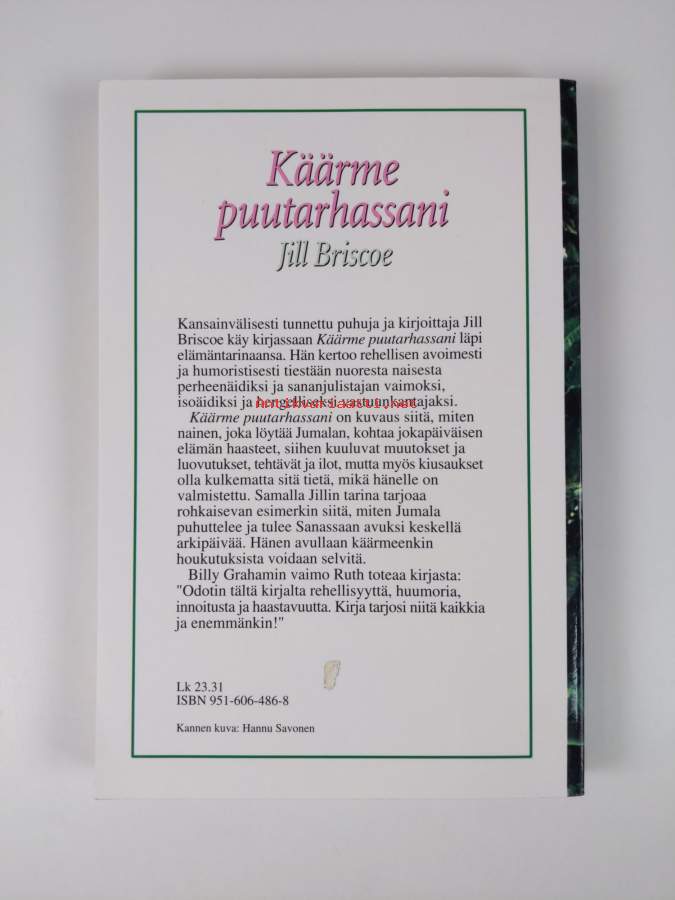 Käärme
puutarhassani
Jill Briscoe
Kansainvälisesti tunnettu puhuja ja kirjoittaja Jill
Briscoe käy kirjassaan Käärme puutarhassani läpi
elämäntarinaansa. Hän kertoo rehellisen avoimesti
ja humoristisesti tiestään nuoresta naisesta
perheenäidiksi ja sananjulistajan vaimoksi,
isoäidiksi ja hengelliseksi vastuunkantajaksi.
antikvariaatti.net
Käärme puutarhassani on kuvaus siitä, miten
nainen, joka löytää Jumalan, kohtaa jokapäiväisen
elämän haasteet, siihen kuuluvat muutokset ja
luovutukset, tehtävät ja ilot, mutta myös kiusaukset
olla kulkematta sitä tietä, mikä hänelle on
valmistettu. Samalla Jillin tarina tarjoaa
rohkaisevan esimerkin siitä, miten Jumala
puhuttelee ja tulee Sanassaan avuksi keskellä
arkipäivää. Hänen avullaan käärmeenkin
houkutuksista voidaan selvitä.
Billy Grahamin vaimo Ruth toteaa kirjasta:
"Odotin tältä kirjalta rehellisyyttä, huumoria,
innoitusta ja haastavuutta. Kirja tarjosi niitä kaikkia
ja enemmänkin!"
Lk 23.31
ISBN 951-606-486-8
Kannen kuva: Hannu Savonen